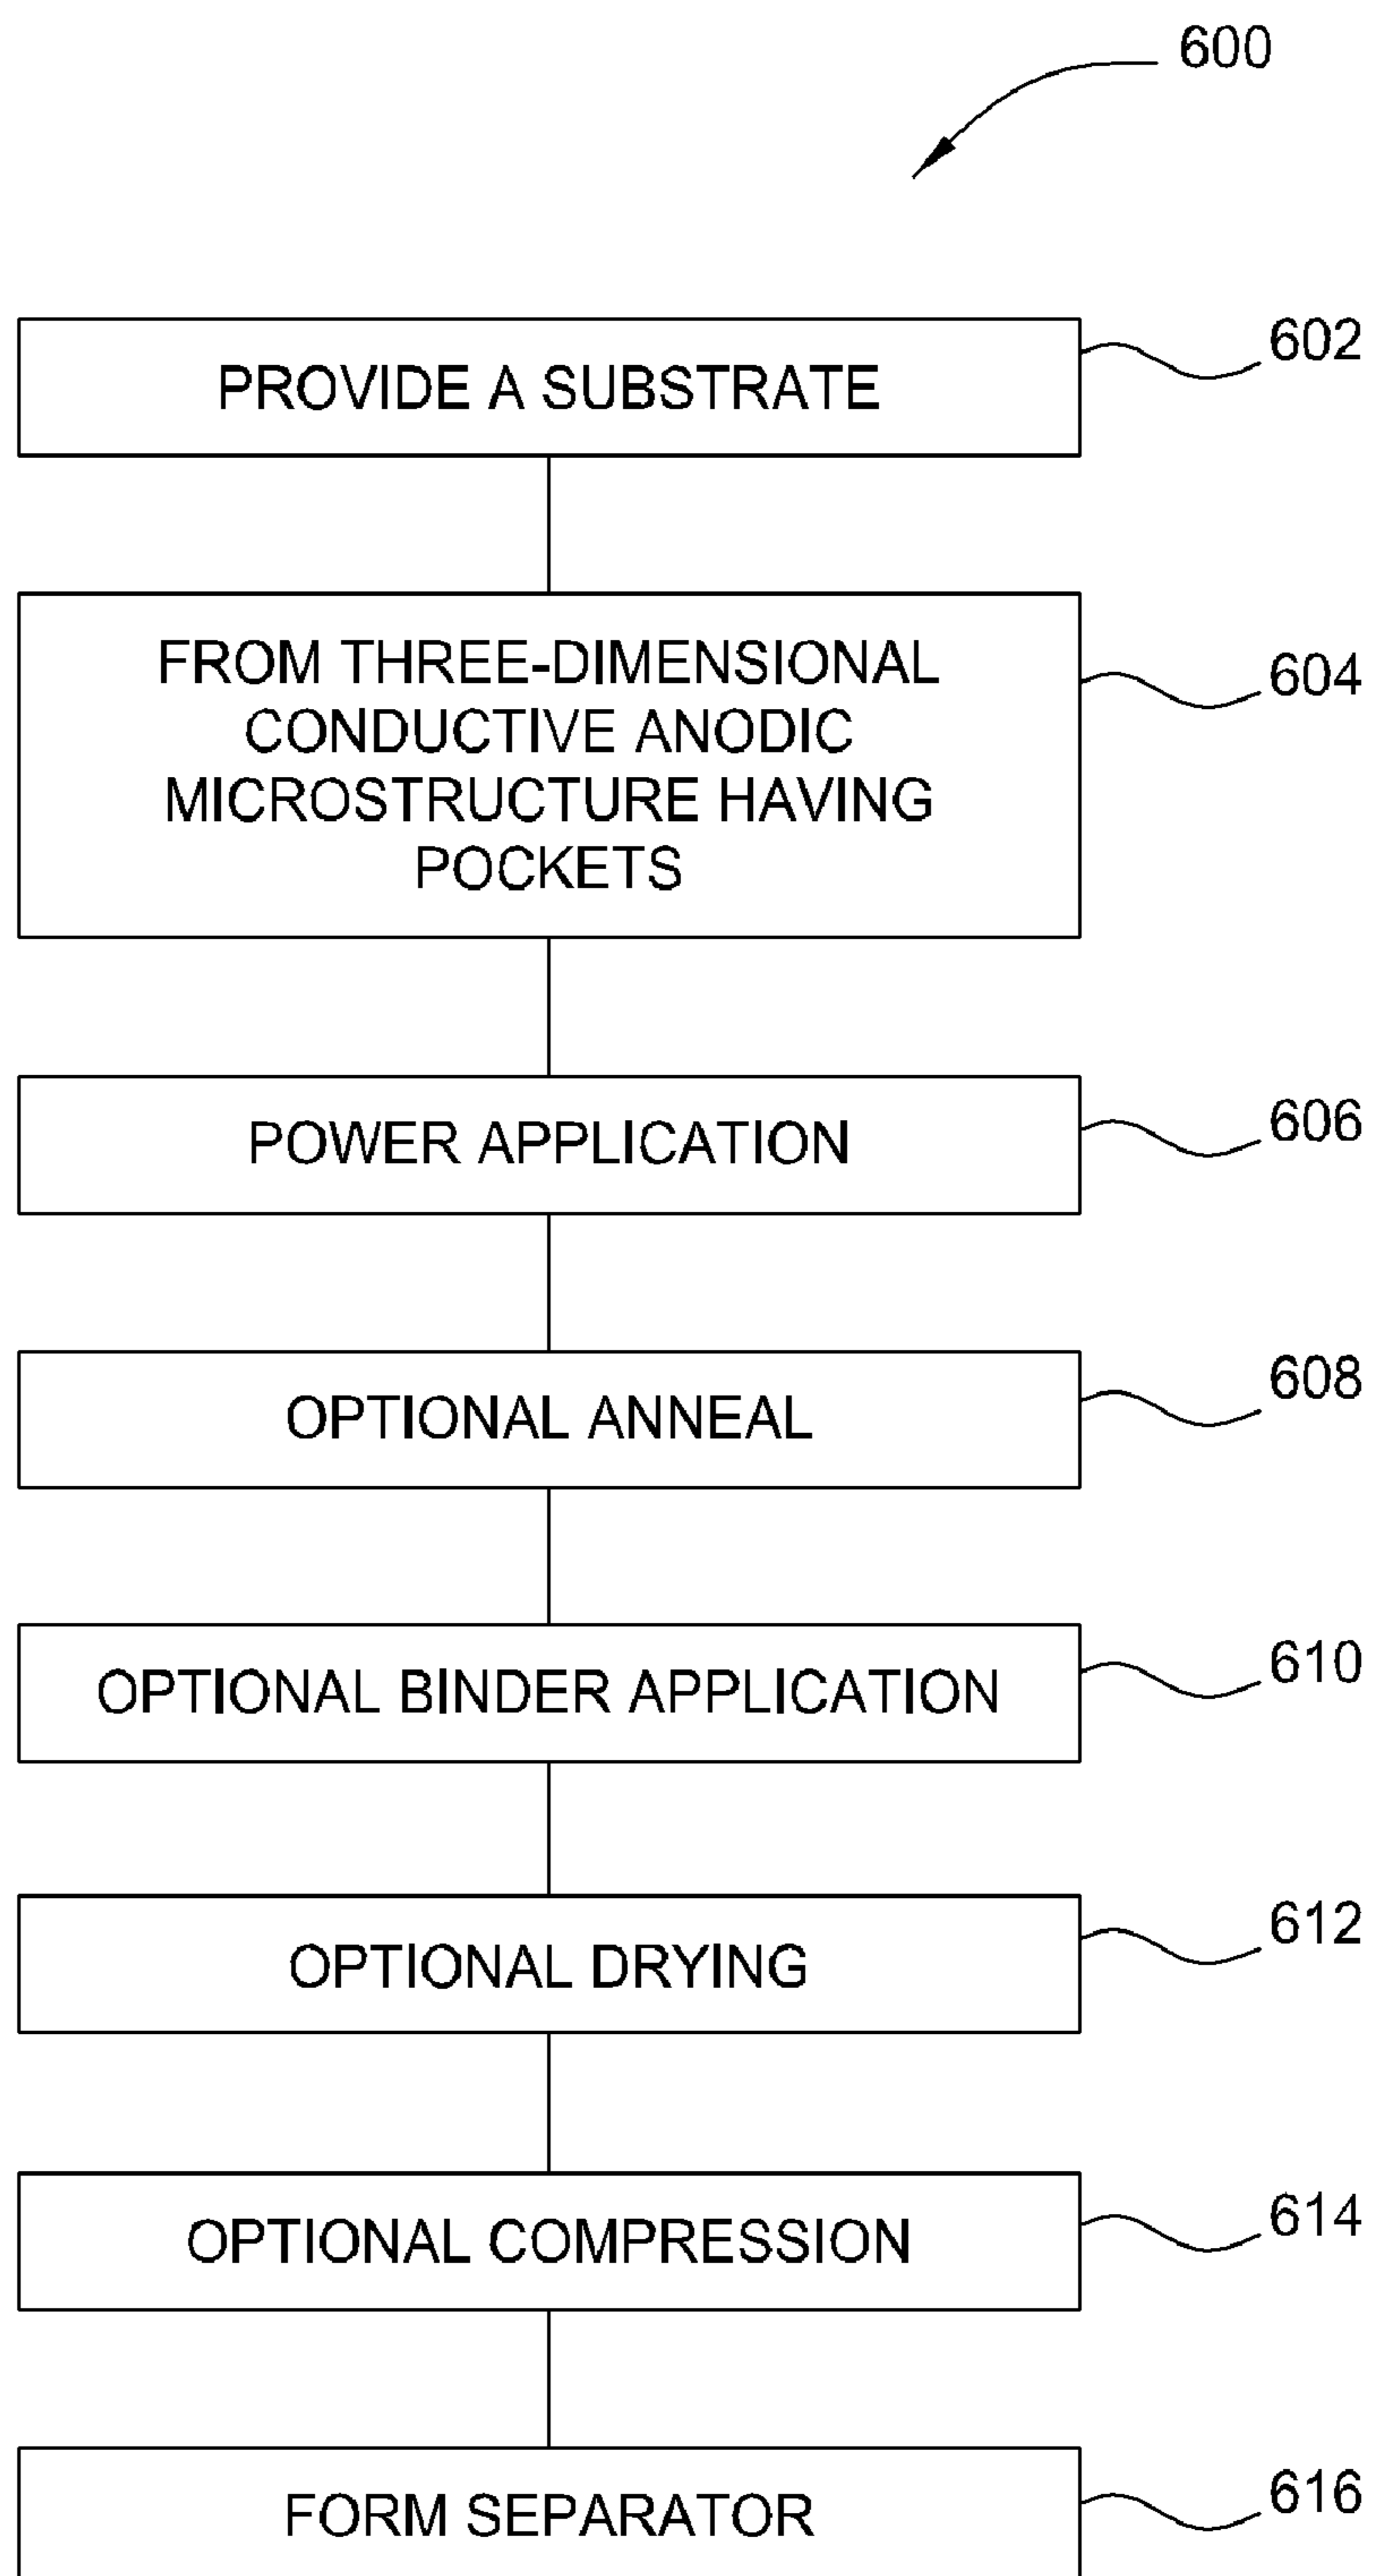 600
PROVIDE A SUBSTRATE
602
FROM THREE-DIMENSIONAL
CONDUCTIVE ANODIC
MICROSTRUCTURE HAVING
POCKETS
604
POWER APPLICATION
606
OPTIONAL ANNEAL
608
OPTIONAL BINDER APPLICATION
610
OPTIONAL DRYING
612
OPTIONAL COMPRESSION
614
FORM SEPARATOR
616